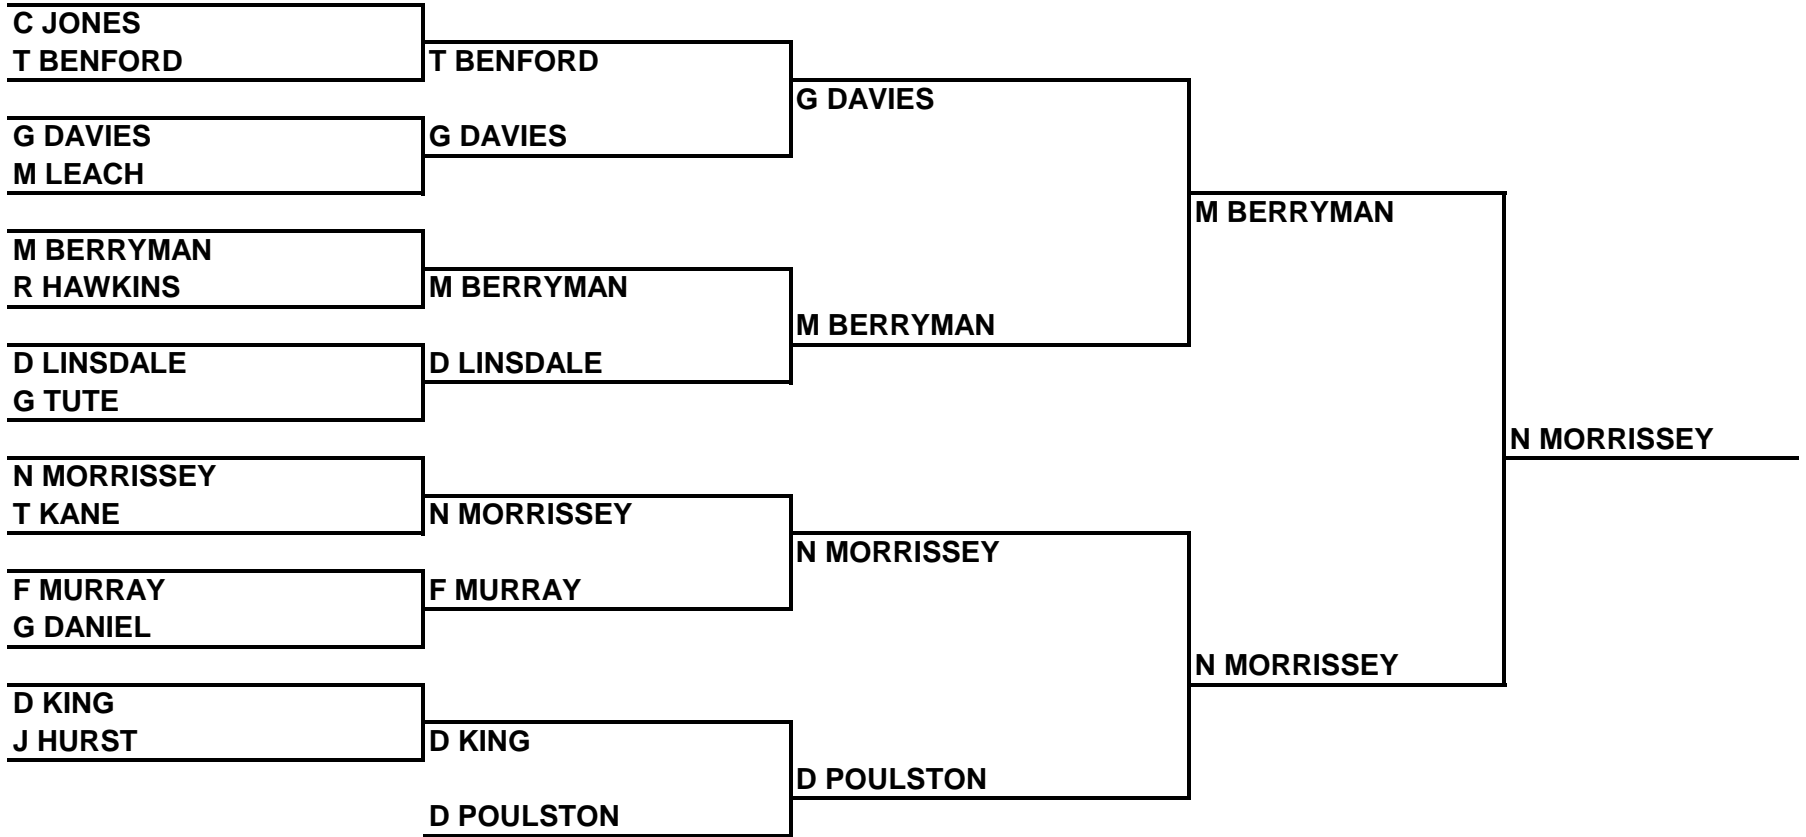 C JONES
T BENFORD
G DAVIES
M LEACH
M BERRYMAN
R HAWKINS
D LINSDALE
G TUTE
N MORRISSEY
T KANE
F MURRAY
G DANIEL
D KING
J HURST
T BENFORD
G DAVIES
M BERRYMAN
D LINSDALE
N MORRISSEY
F MURRAY
D KING
D POULSTON
G DAVIES
M BERRYMAN
N MORRISSEY
D POULSTON
M BERRYMAN
N MORRISSEY
N MORRISSEY